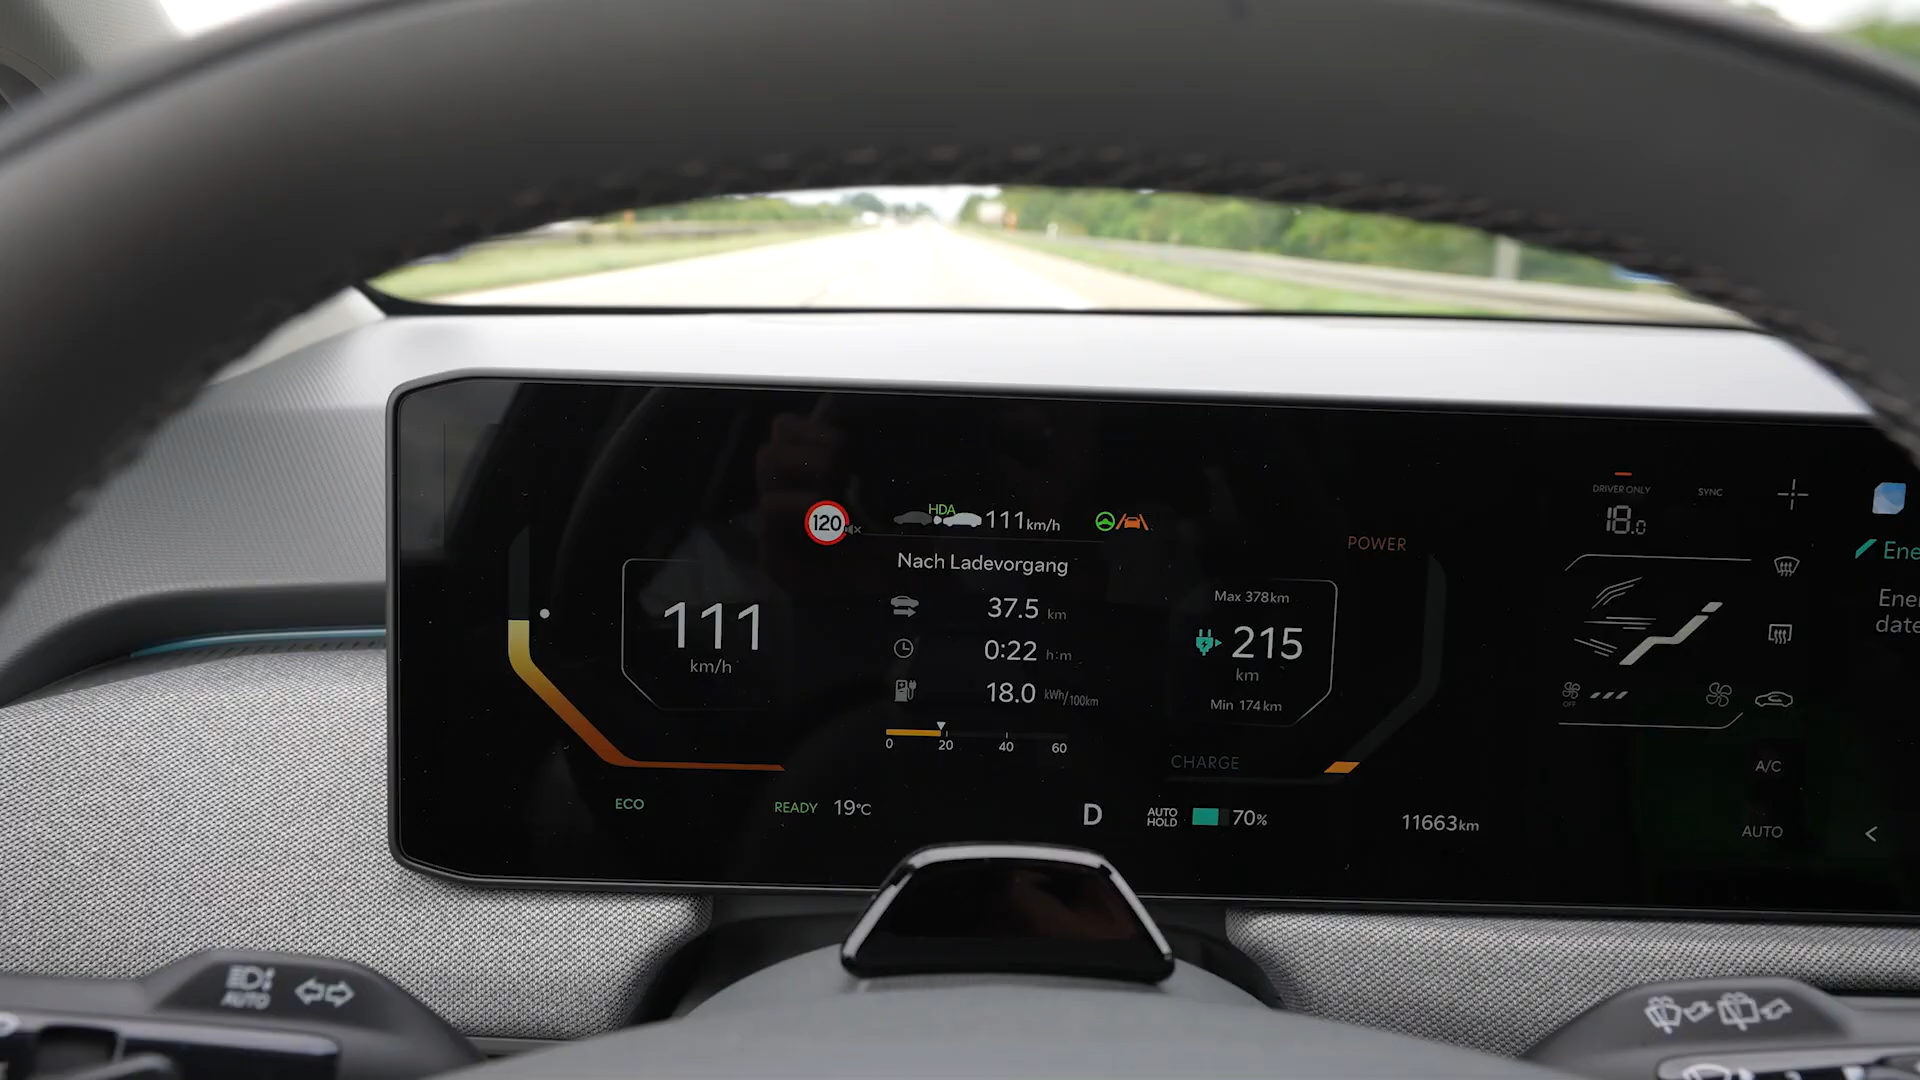 120
HDA
111km/h
Nach Ladevorgang
37.5 km
0:22 h:m
18.0 kWh/100km
0 20 40 60
111
km/h
Max 378km
215
km
Min 174km
POWER
CHARGE
ECO
READY 19°C
D
AUTO
HOLD
70%
11663km
DRIVER ONLY
SYNC
18.0
OFF
A/C
AUTO
Ene
Ener
date
AUTO